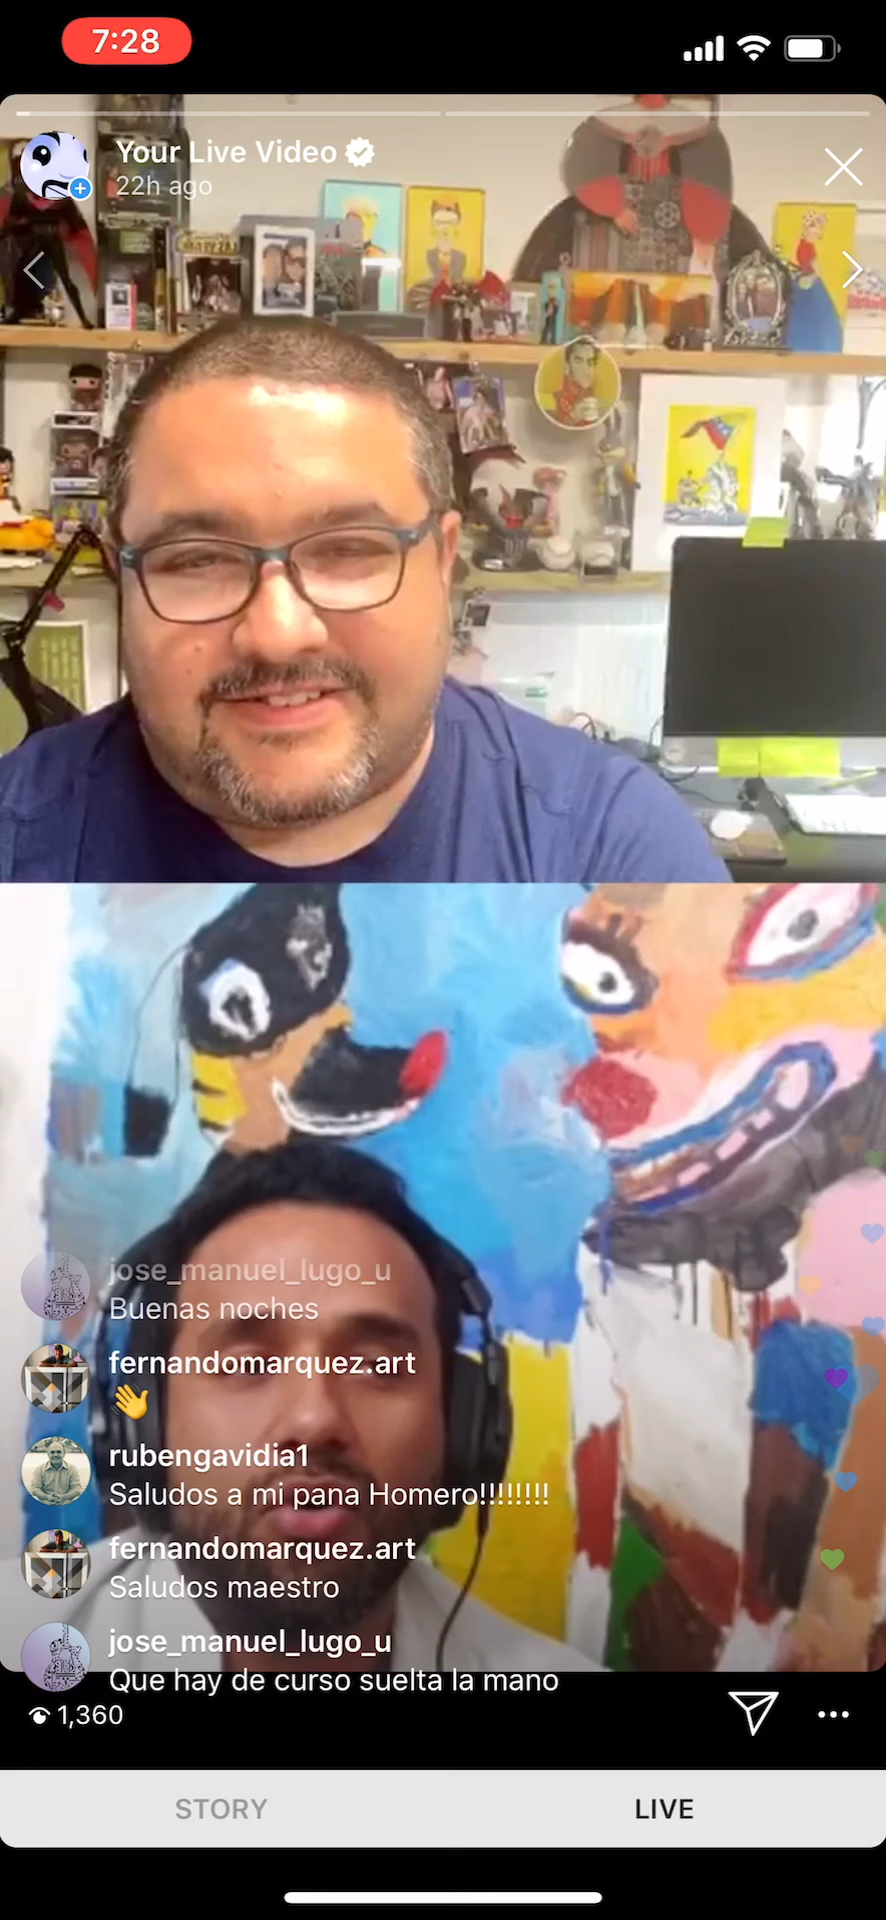 7:28
Your Live Video
22h ago
jose_manuel_lugo_u
Buenas noches
fernandomarquez.art
👋
rubengavidia1
Saludos a mi pana Homero!!!!!!!!
fernandomarquez.art
Saludos maestro
jose_manuel_lugo_u
Que hay de curso suelta la mano
1,360
STORY
LIVE